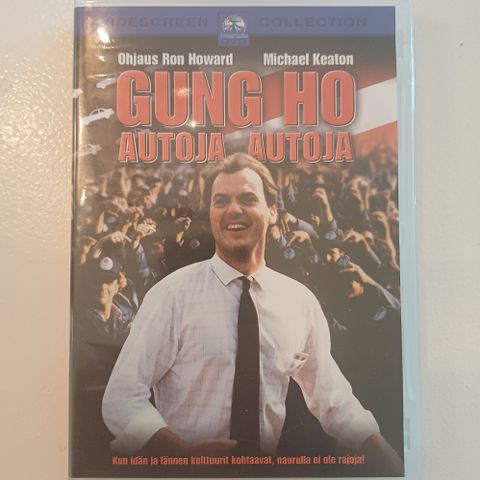 WIDESCREEN COLLECTION
Ohjaus Ron Howard Michael Keaton
GUNG HO
AUTOJA, AUTOJA
Kun idän ja lännen kulttuurit kohtaavat, naurulla ei ole rajoja!